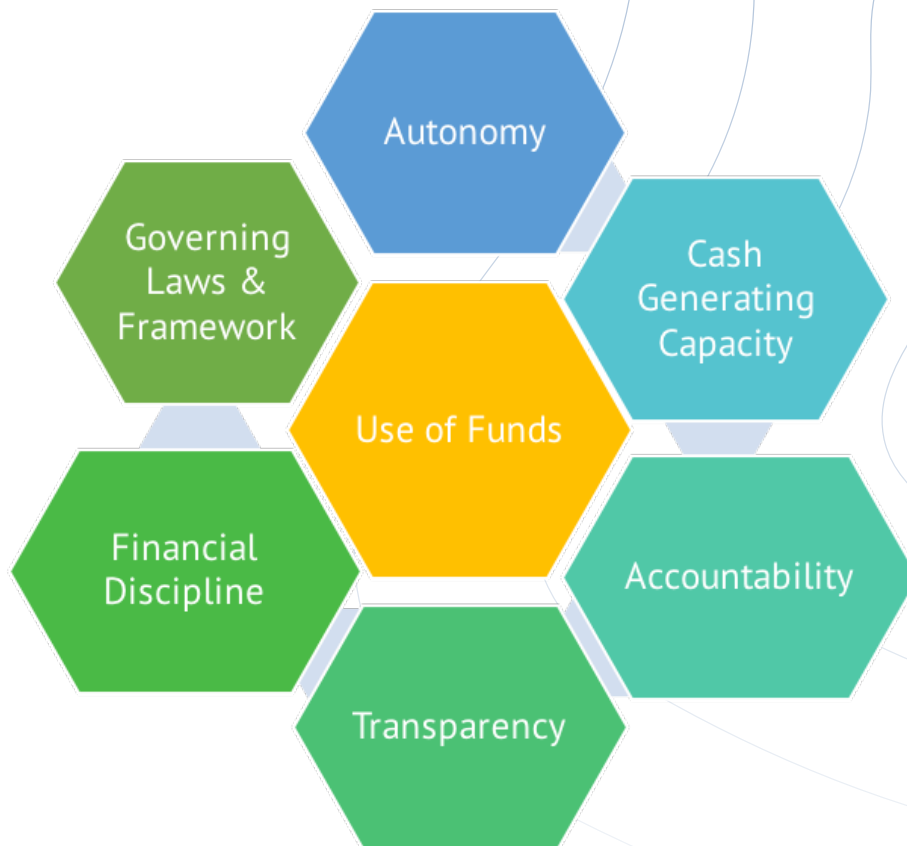 Autonomy
Governing
Laws &
Framework
Cash
Generating
Capacity
Use of Funds
Financial
Discipline
Accountability
Transparency